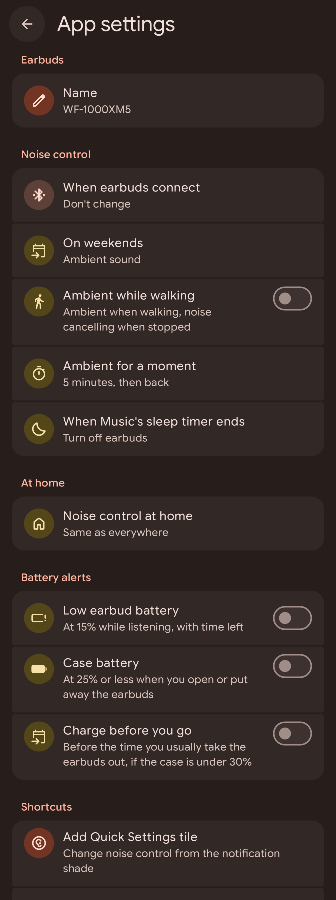 App settings
Earbuds
Name
WF-1000XM5
Noise control
When earbuds connect
Don't change
On weekends
Ambient sound
Ambient while walking
Ambient when walking, noise
cancelling when stopped
Ambient for a moment
5 minutes, then back
When Music's sleep timer ends
Turn off earbuds
At home
Noise control at home
Same as everywhere
Battery alerts
Low earbud battery
At 15% while listening, with time left
Case battery
At 25% or less when you open or put
away the earbuds
Charge before you go
Before the time you usually take the
earbuds out, if the case is under 30%
Shortcuts
Add Quick Settings tile
Change noise control from the notification
shade